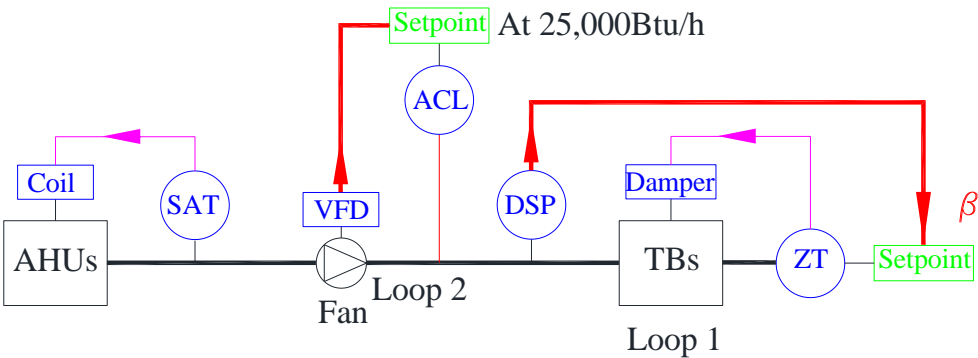 Setpoint
At 25,000Btu/h
ACL
Coil
SAT
VFD
DSP
Damper
β
AHUs
TBs
ZT
Setpoint
Loop 2
Fan
Loop 1